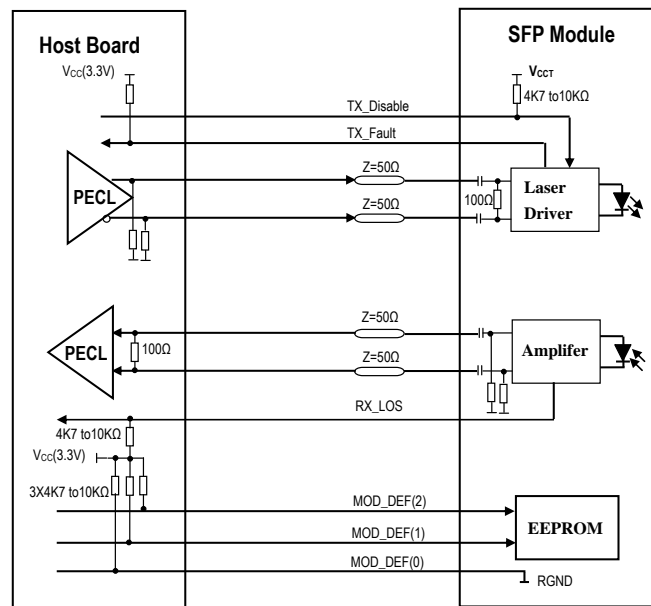 Host Board
SFP Module
VCC(3.3V)
VCCT
4K7 to10KΩ
TX_Disable
TX_Fault
Z=50Ω
PECL
100Ω
Laser
Driver
Z=50Ω
Z=50Ω
PECL
100Ω
Amplifer
Z=50Ω
RX_LOS
4K7 to10KΩ
VCC(3.3V)
3X4K7 to10KΩ
MOD_DEF(2)
EEPROM
MOD_DEF(1)
MOD_DEF(0)
RGND